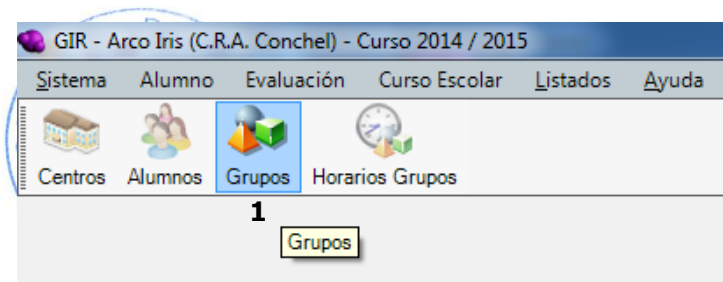 GIR - Arco Iris (C.R.A. Conchel) - Curso 2014 / 2015
Sistema Alumno Evaluación Curso Escolar Listados Ayuda
Centros Alumnos Grupos Horarios Grupos
1
Grupos